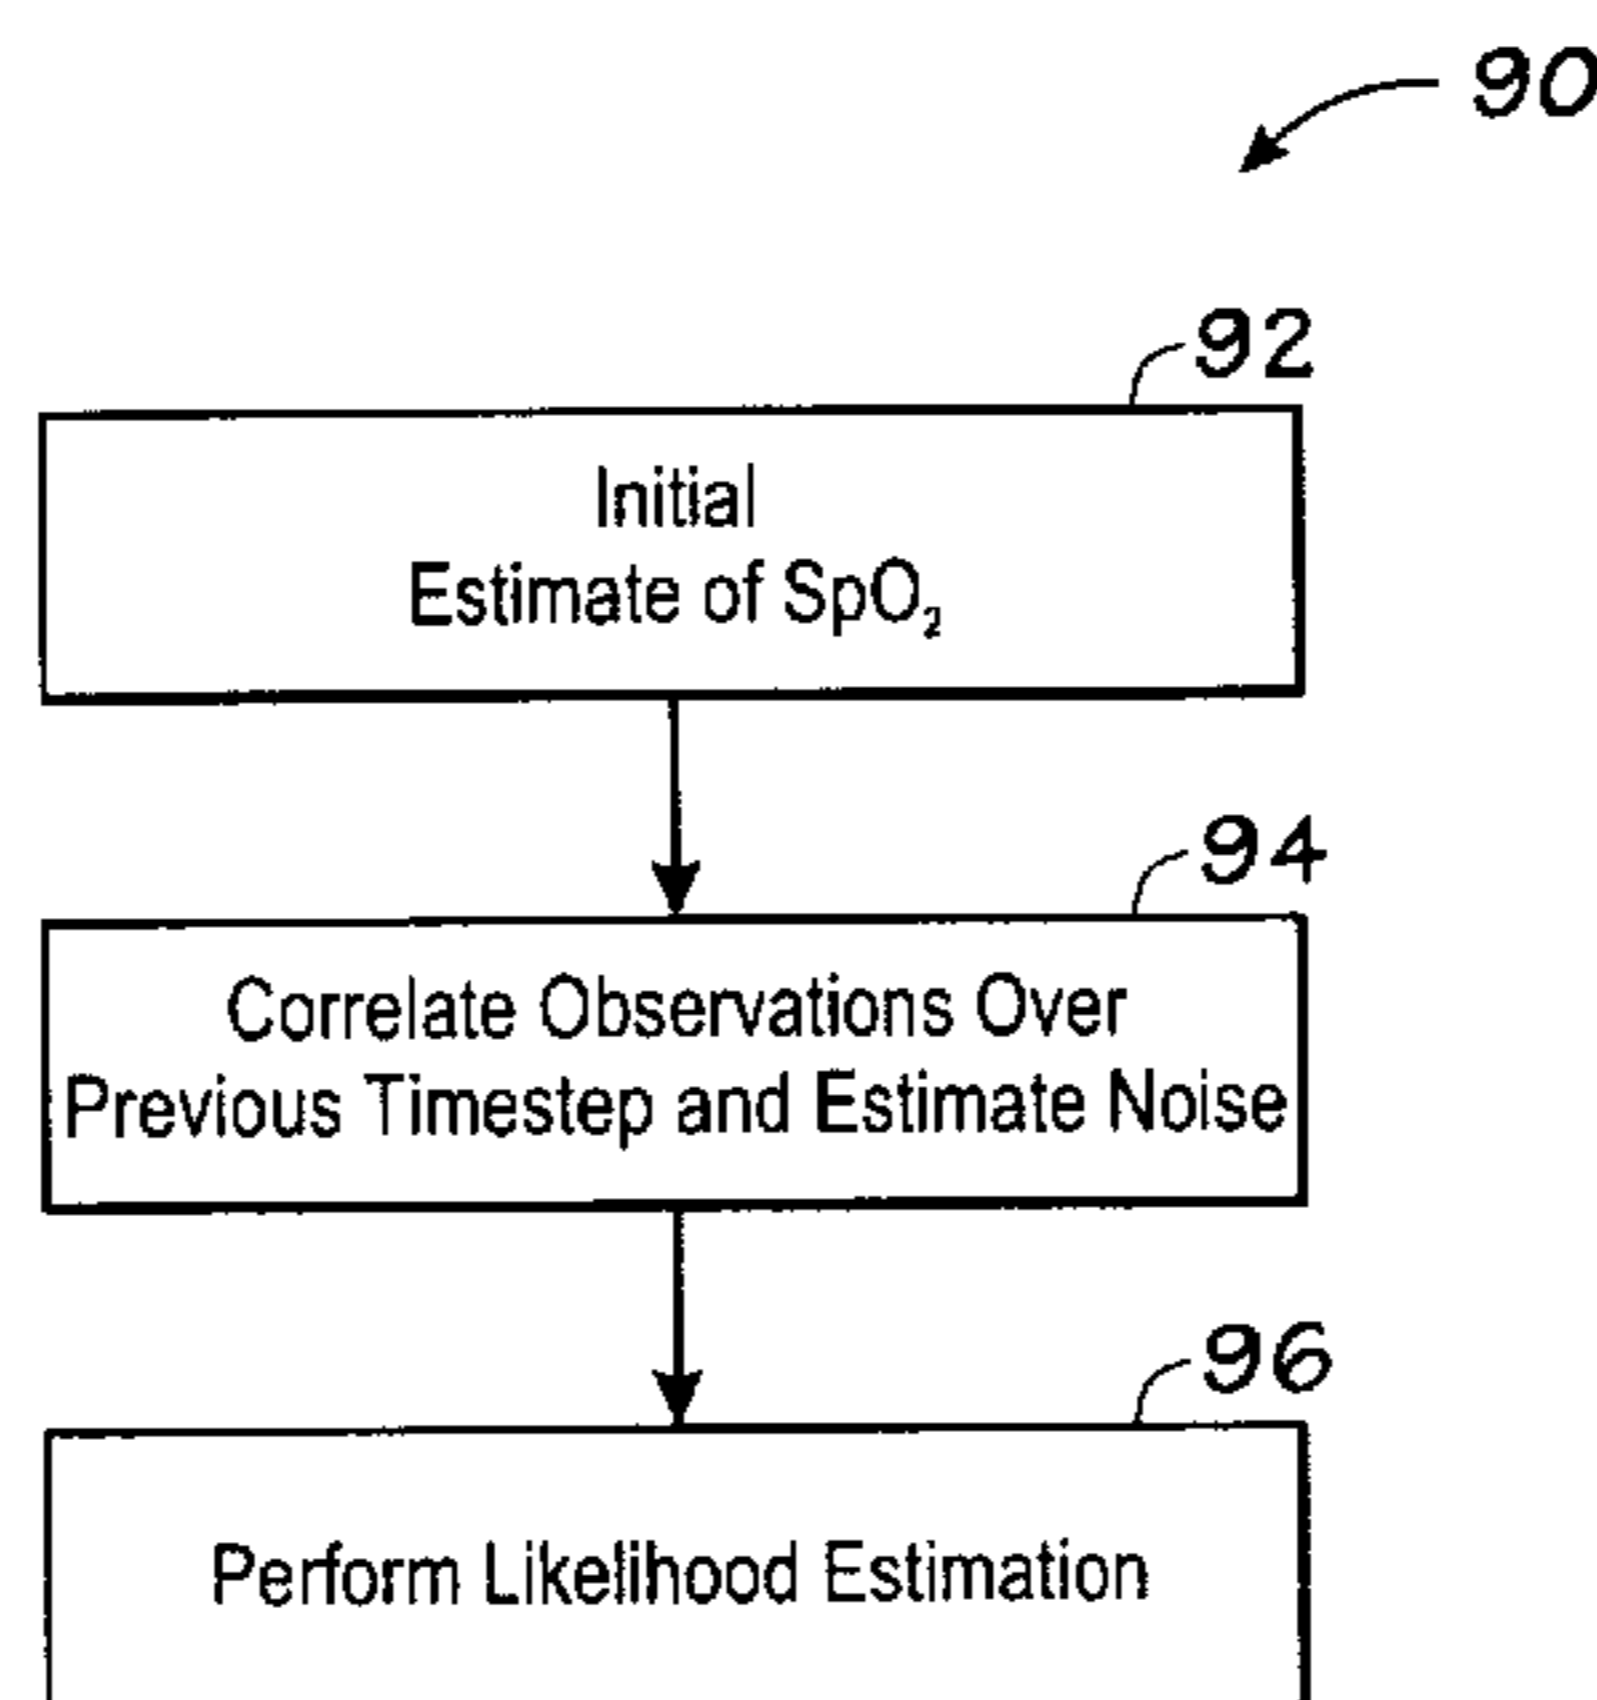 90
92
Initial
Estimate of SpO₂
94
Correlate Observations Over
Previous Timestep and Estimate Noise
96
Perform Likelihood Estimation